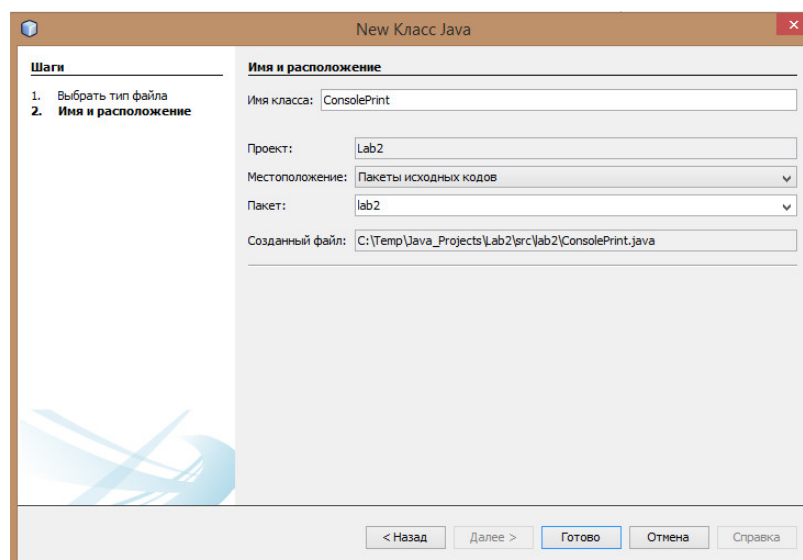 New Класс Java
Шаги
1. Выбрать тип файла
2. Имя и расположение
Имя и расположение
Имя класса: ConsolePrint
Проект: Lab2
Местоположение: Пакеты исходных кодов
Пакет: lab2
Созданный файл: C:\Temp\Java_Projects\Lab2\src\lab2\ConsolePrint.java
< Назад Далее > Готово Отмена Справка